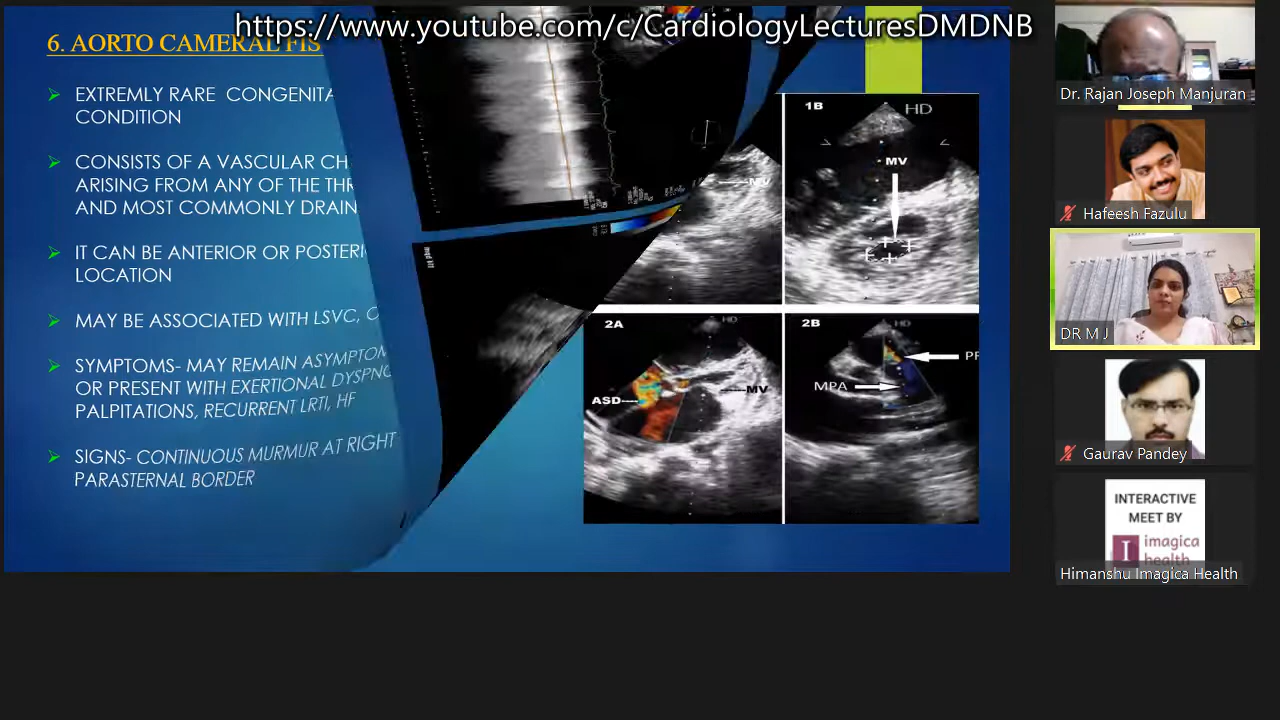 https://www.youtube.com/c/CardiologyLecturesDMDNB
6. AORTO CAMERAL FIS
EXTREMLY RARE CONGENITA
CONDITION
CONSISTS OF A VASCULAR CH
ARISING FROM ANY OF THE THR
AND MOST COMMONLY DRAIN
IT CAN BE ANTERIOR OR POSTERI
LOCATION
MAY BE ASSOCIATED WITH LSVC,
SYMPTOMS- MAY REMAIN ASYMPTOM
OR PRESENT WITH EXERTIONAL DYSPNO
PALPITATIONS, RECURRENT LRTI, HF
SIGNS- CONTINUOUS MURMUR AT RIGHT
PARASTERNAL BORDER
MV
1B
HD
MV
2A
HD
ASD
MV
2B
HD
PF
MPA
Dr. Rajan Joseph Manjuran
Hafeesh Fazulu
DR M J
Gaurav Pandey
INTERACTIVE
MEET BY
I imagica
health
Himanshu Imagica Health